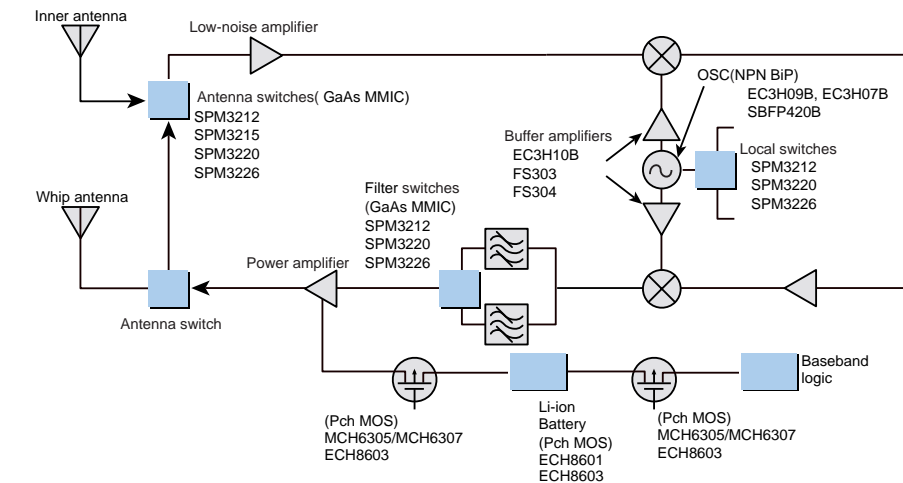 Inner antenna
Low-noise amplifier
Antenna switches( GaAs MMIC)
SPM3212
SPM3215
SPM3220
SPM3226
OSC(NPN BiP)
EC3H09B, EC3H07B
SBFP420B
Buffer amplifiers
EC3H10B
FS303
FS304
Local switches
SPM3212
SPM3220
SPM3226
Whip antenna
Filter switches
(GaAs MMIC)
SPM3212
SPM3220
SPM3226
Power amplifier
Antenna switch
Baseband
logic
(Pch MOS)
MCH6305/MCH6307
ECH8603
Li-ion
Battery
(Pch MOS)
ECH8601
ECH8603
(Pch MOS)
MCH6305/MCH6307
ECH8603